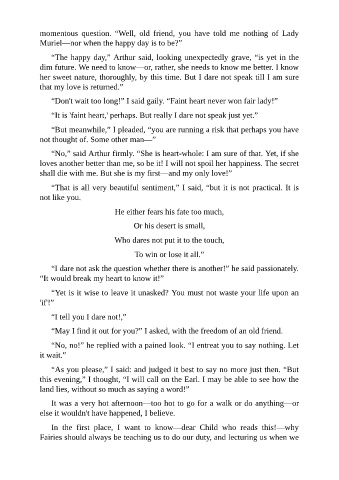 momentous question. “Well, old friend, you have told me nothing of Lady
Muriel—nor when the happy day is to be?”
“The happy day,” Arthur said, looking unexpectedly grave, “is yet in the
dim future. We need to know—or, rather, she needs to know me better. I know
her sweet nature, thoroughly, by this time. But I dare not speak till I am sure
that my love is returned.”
“Don't wait too long!” I said gaily. “Faint heart never won fair lady!”
“It is 'faint heart,' perhaps. But really I dare not speak just yet.”
“But meanwhile,” I pleaded, “you are running a risk that perhaps you have
not thought of. Some other man—”
“No,” said Arthur firmly. “She is heart-whole: I am sure of that. Yet, if she
loves another better than me, so be it! I will not spoil her happiness. The secret
shall die with me. But she is my first—and my only love!”
“That is all very beautiful sentiment,” I said, “but it is not practical. It is
not like you.
He either fears his fate too much,
Or his desert is small,
Who dares not put it to the touch,
To win or lose it all.”
“I dare not ask the question whether there is another!” he said passionately.
“It would break my heart to know it!”
“Yet is it wise to leave it unasked? You must not waste your life upon an
'if'!”
“I tell you I dare not!,”
“May I find it out for you?” I asked, with the freedom of an old friend.
“No, no!” he replied with a pained look. “I entreat you to say nothing. Let
it wait.”
“As you please,” I said: and judged it best to say no more just then. “But
this evening,” I thought, “I will call on the Earl. I may be able to see how the
land lies, without so much as saying a word!”
It was a very hot afternoon—too hot to go for a walk or do anything—or
else it wouldn't have happened, I believe.
In the first place, I want to know—dear Child who reads this!—why
Fairies should always be teaching us to do our duty, and lecturing us when we